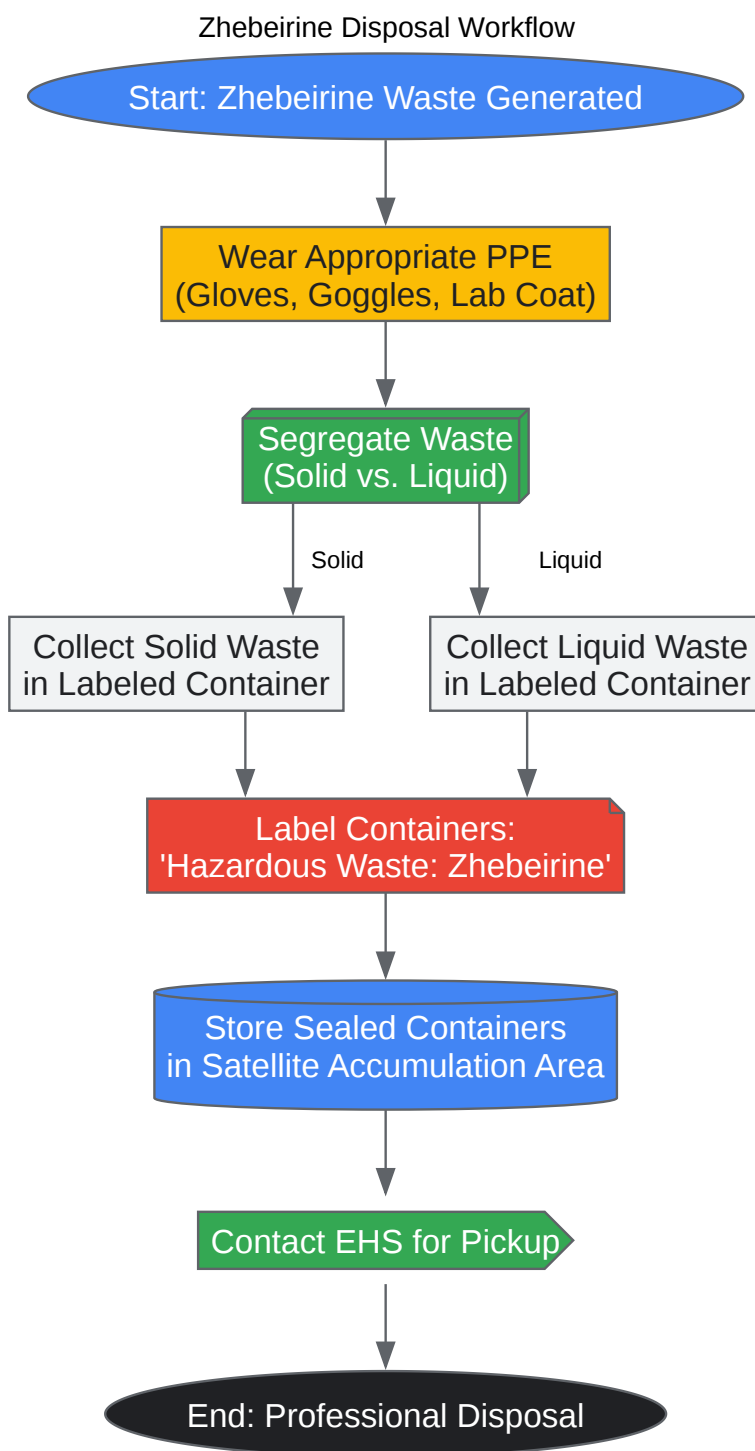 Zhebeirine Disposal Workflow
Start: Zhebeirine Waste Generated
Wear Appropriate PPE
(Gloves, Goggles, Lab Coat)
Segregate Waste
(Solid vs. Liquid)
Solid
Liquid
Collect Solid Waste
in Labeled Container
Collect Liquid Waste
in Labeled Container
Label Containers:
'Hazardous Waste: Zhebeirine'
Store Sealed Containers
in Satellite Accumulation Area
Contact EHS for Pickup
End: Professional Disposal